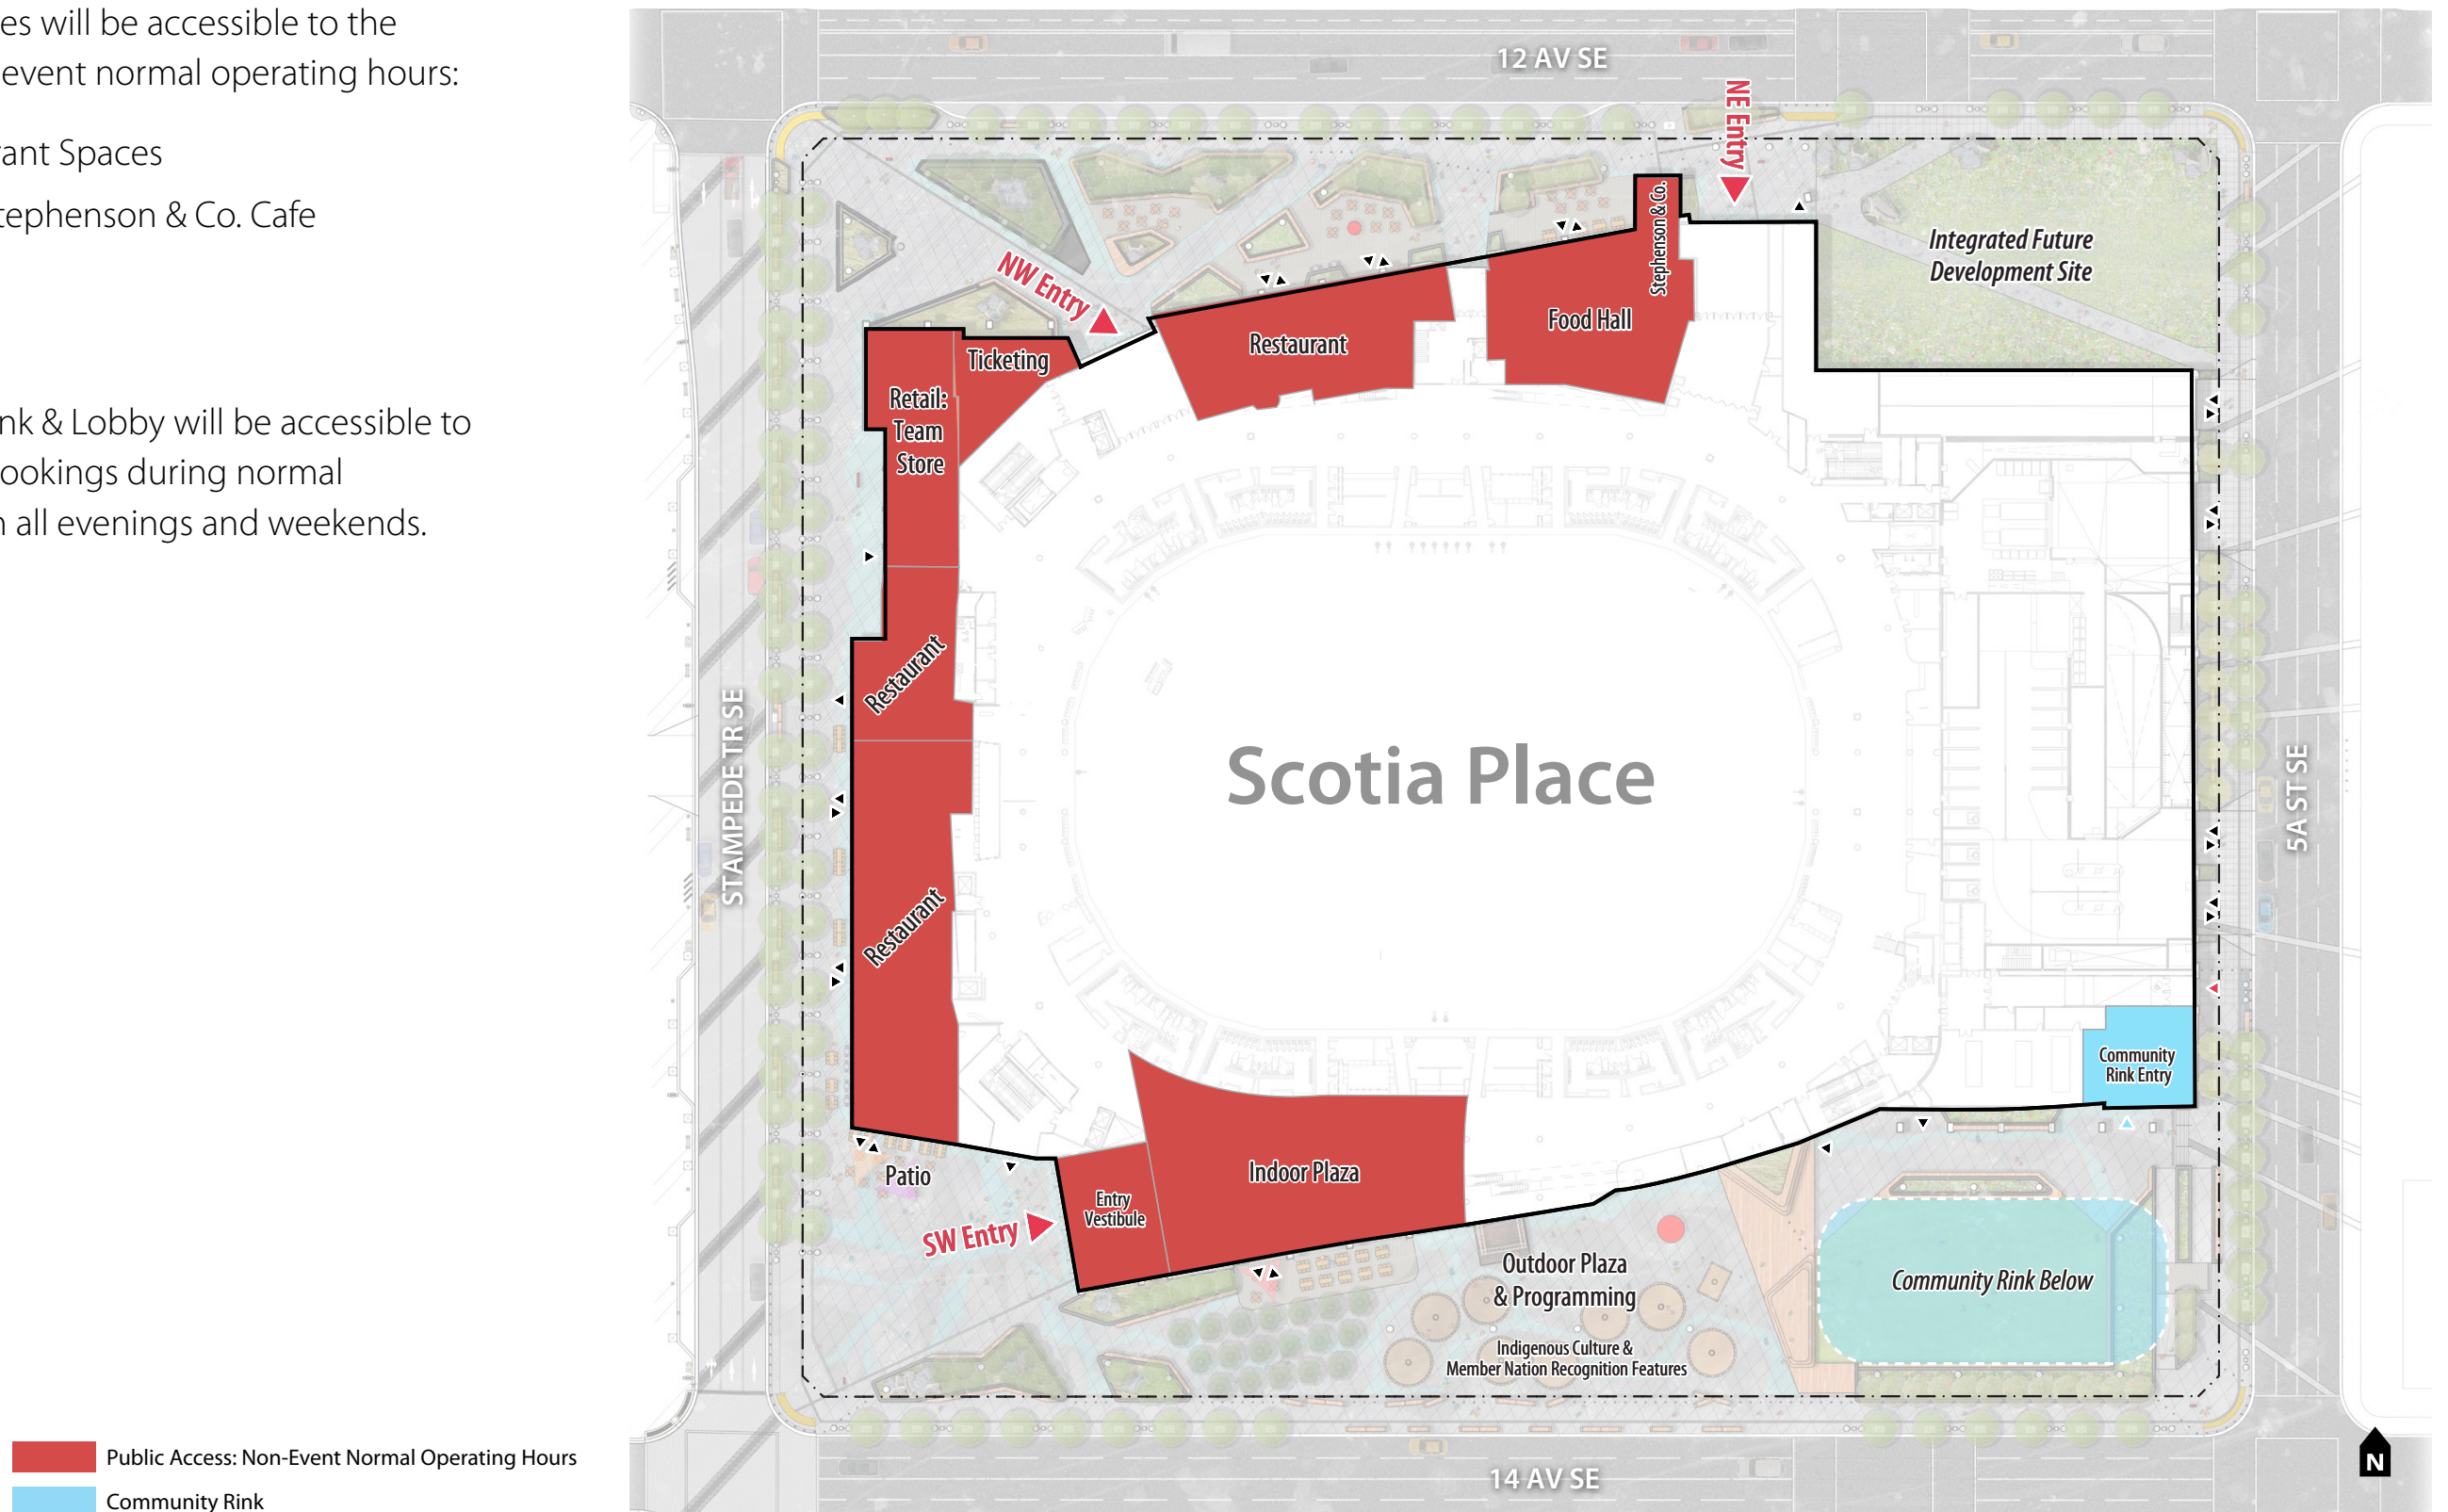 es will be accessible to the
event normal operating hours:
rant Spaces
tephenson & Co. Cafe
nk & Lobby will be accessible to
ookings during normal
n all evenings and weekends.
Public Access: Non-Event Normal Operating Hours
Community Rink
12 AV SE
NE Entry
Stephenson & Co.
Integrated Future
Development Site
NW Entry
Food Hall
Restaurant
Ticketing
Retail:
Team
Store
Restaurant
STAMPEDE TR SE
Scotia Place
5A ST SE
Restaurant
Community
Rink Entry
Patio
Indoor Plaza
Entry
Vestibule
SW Entry
Outdoor Plaza
& Programming
Community Rink Below
Indigenous Culture &
Member Nation Recognition Features
14 AV SE
N